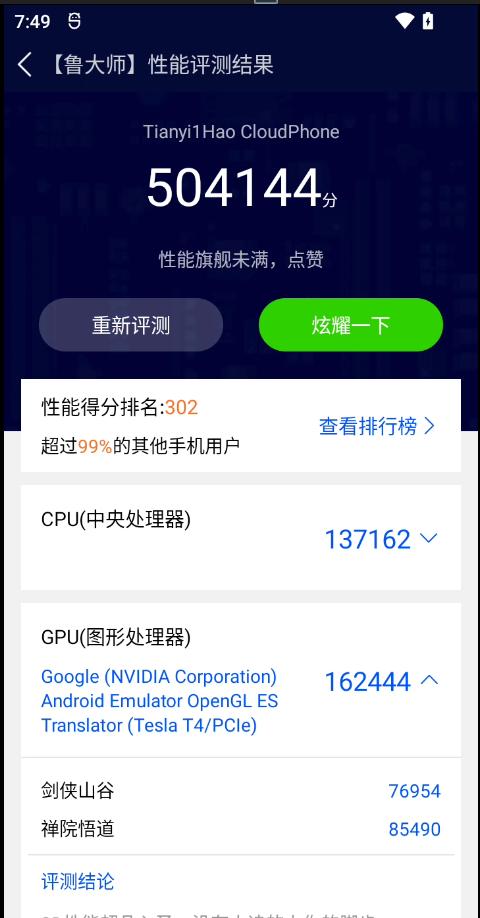 7:49
【鲁大师】性能评测结果
Tianyi1Hao CloudPhone
504144分
性能旗舰未满，点赞
重新评测
炫耀一下
性能得分排名:302
超过99%的其他手机用户
查看排行榜
CPU(中央处理器)
137162
GPU(图形处理器)
Google (NVIDIA Corporation)
Android Emulator OpenGL ES
Translator (Tesla T4/PCIe)
162444
剑侠山谷 76954
禅院悟道 85490
评测结论